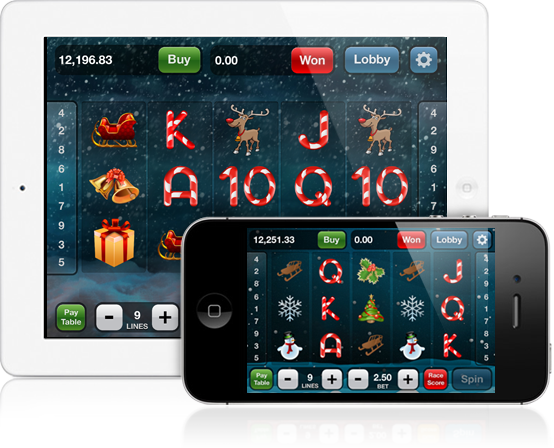 12,196.83 Buy 0.00 Won Lobby
4 4
2 K J 2
8 8
6 6
1 A 10 Q 10 1
7 7
9 9
3
5
Pay Table - 9 LINES +
12,251.33 Buy 0.00 Won Lobby
4 4
2 Q J 2
8 8
6 6
1 K Q 1
7 7
9 9
3 A K 3
5 5
Pay Table - 9 LINES + - 2.50 BET + Race Score Spin